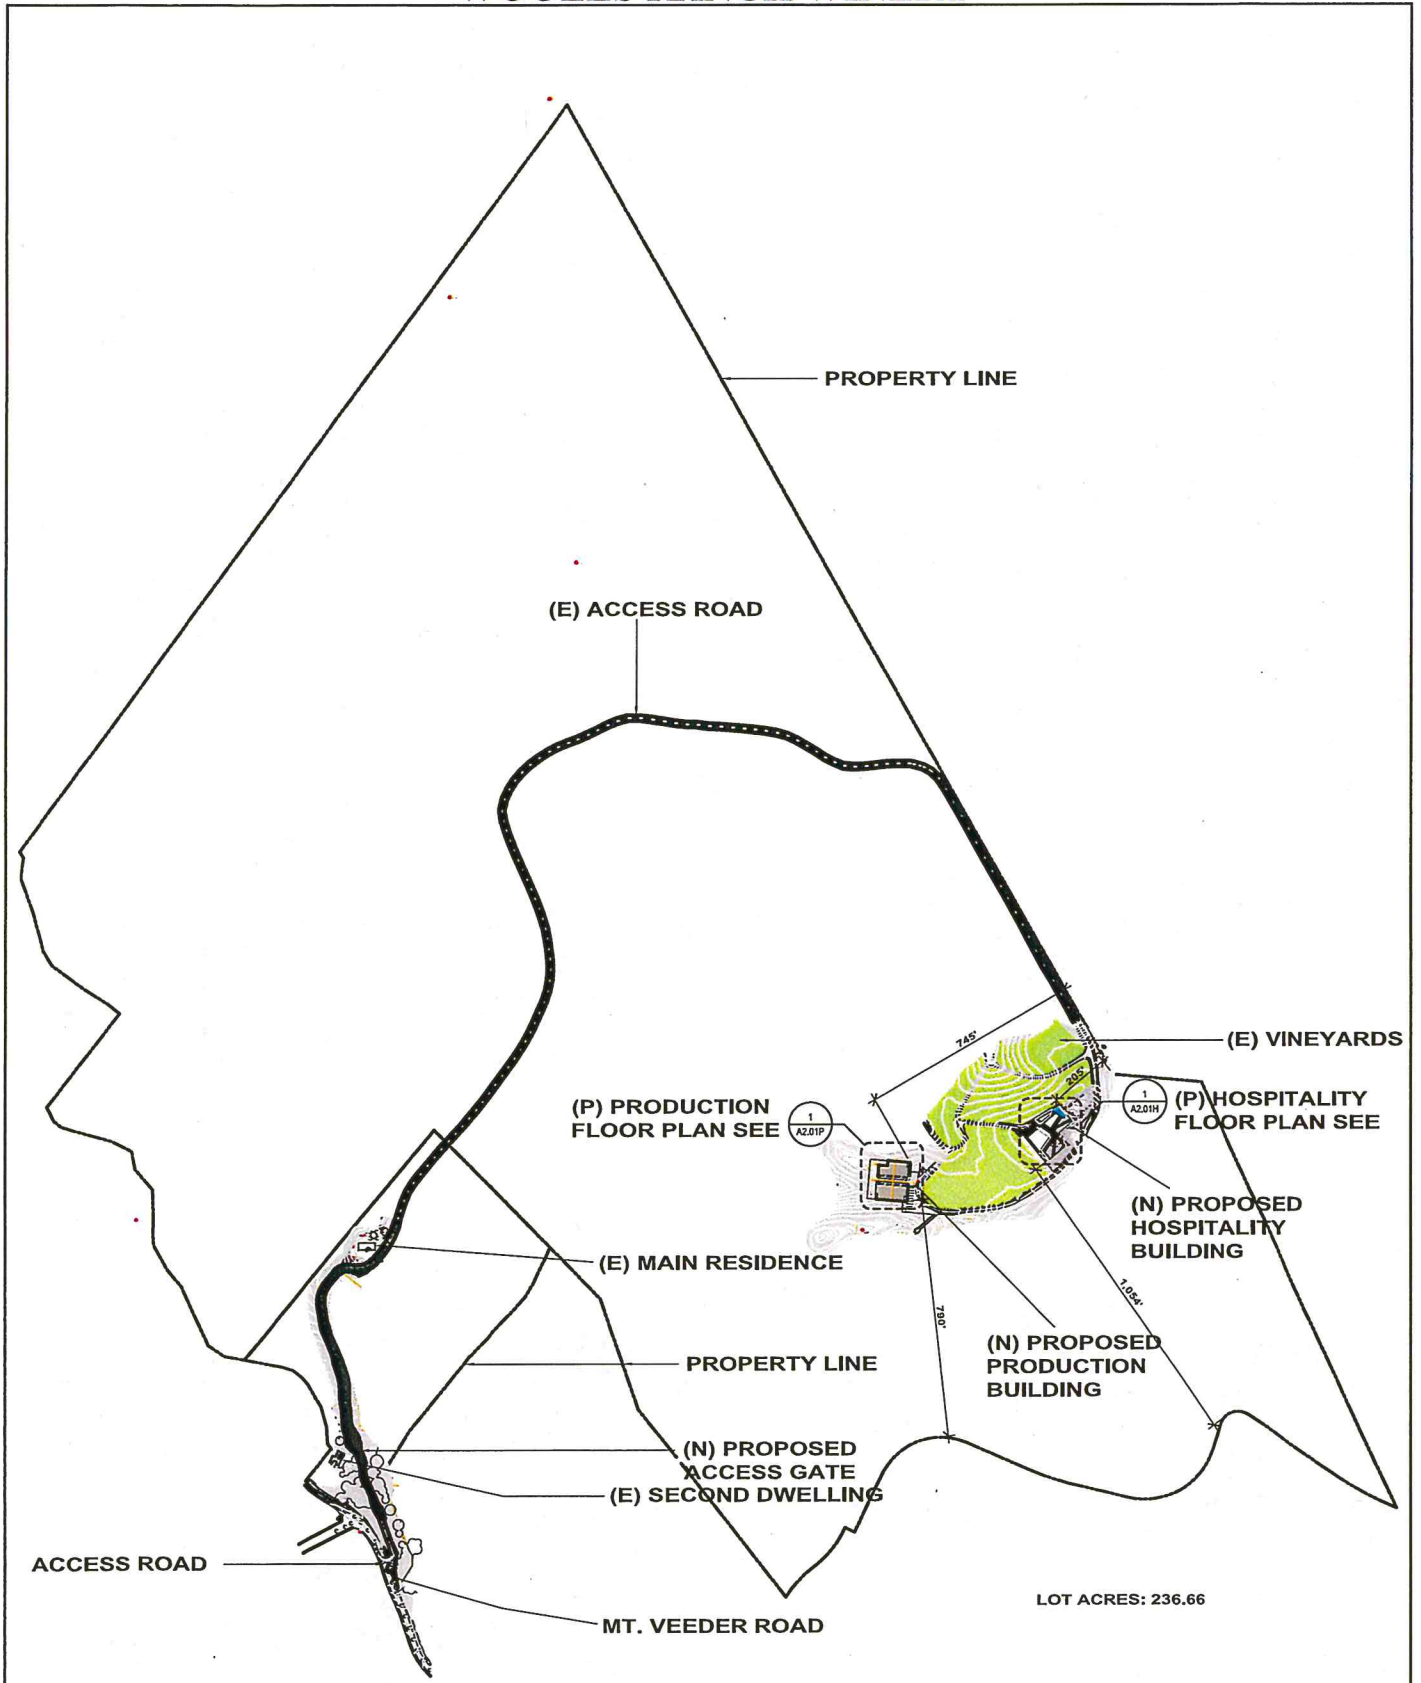 PROPERTY LINE
(E) ACCESS ROAD
745'
(E) VINEYARDS
205'
(P) PRODUCTION
FLOOR PLAN SEE
1
A2.01P
1
A2.01H
(P) HOSPITALITY
FLOOR PLAN SEE
(N) PROPOSED
HOSPITALITY
BUILDING
(E) MAIN RESIDENCE
790'
1,054'
(N) PROPOSED
PRODUCTION
BUILDING
PROPERTY LINE
(N) PROPOSED
ACCESS GATE
(E) SECOND DWELLING
ACCESS ROAD
LOT ACRES: 236.66
MT. VEEDER ROAD